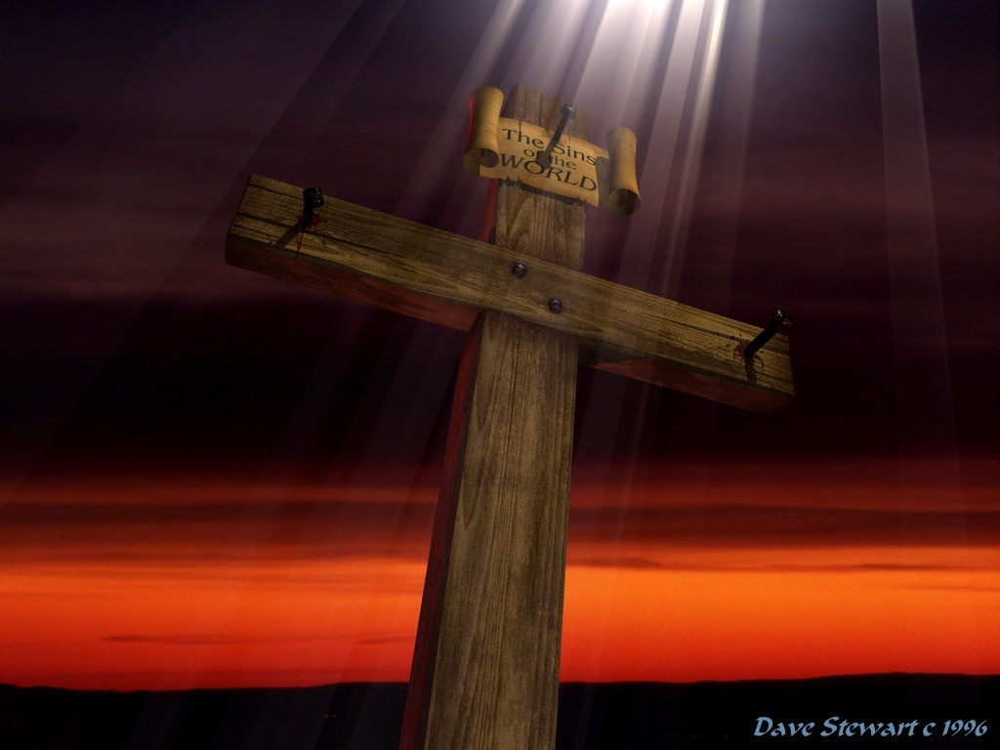 The Sins
of the
WORLD
Dave Stewart c 1996